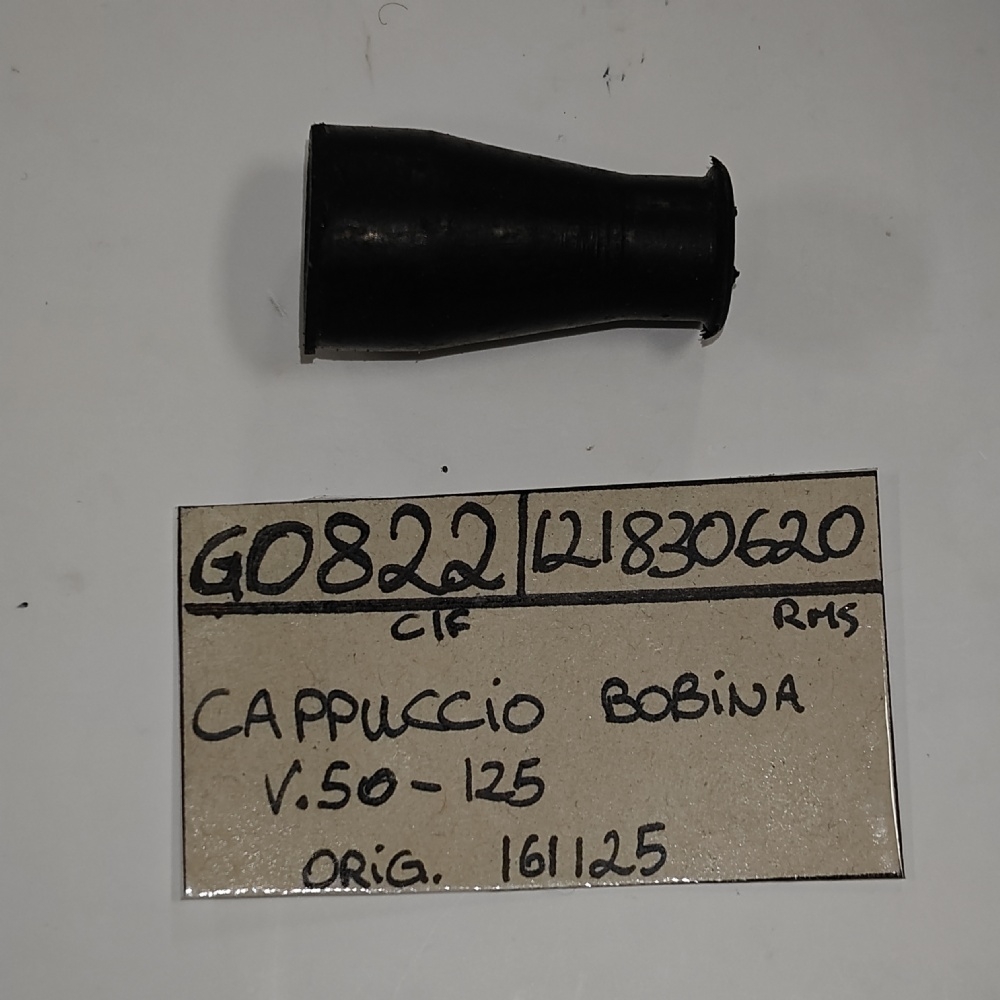 G0822 121830620
CIF RMS
CAPPUCCiO BOBiNA
V.50-125
ORiG. 161125